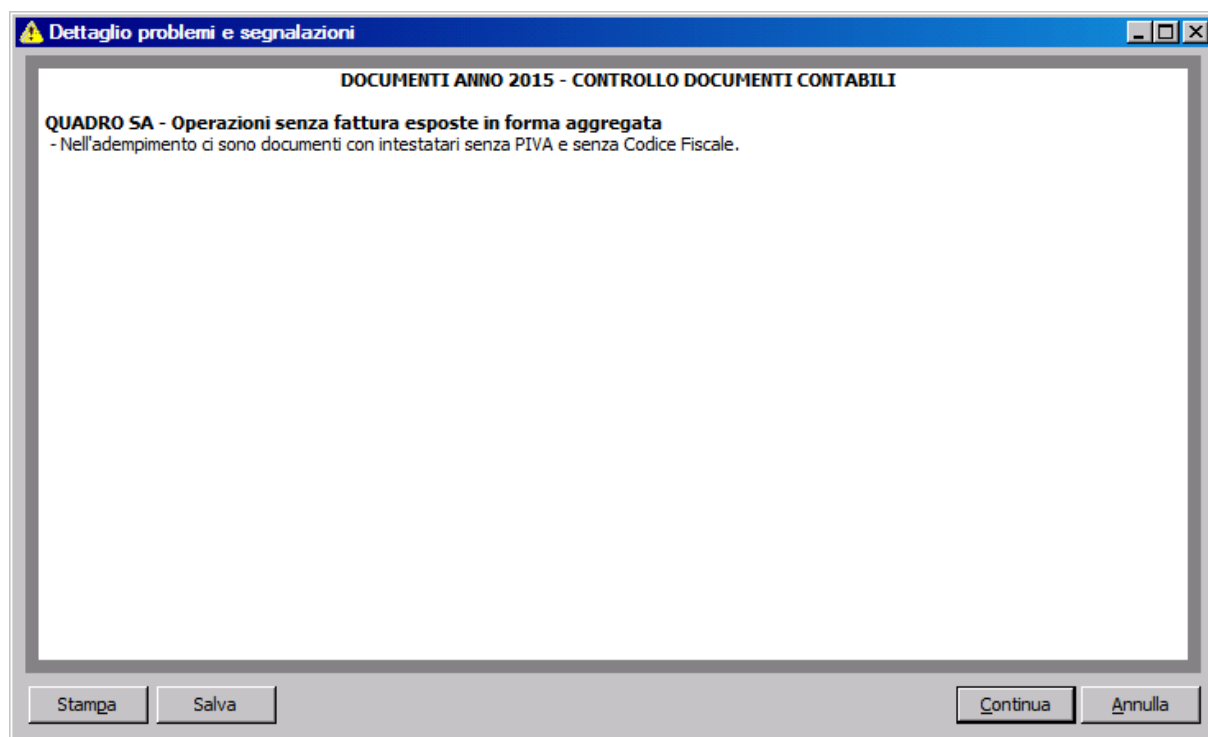 Dettaglio problemi e segnalazioni
DOCUMENTI ANNO 2015 - CONTROLLO DOCUMENTI CONTABILI
QUADRO SA - Operazioni senza fattura esposte in forma aggregata
- Nell'adempimento ci sono documenti con intestatari senza PIVA e senza Codice Fiscale.
Stampa Salva Continua Annulla